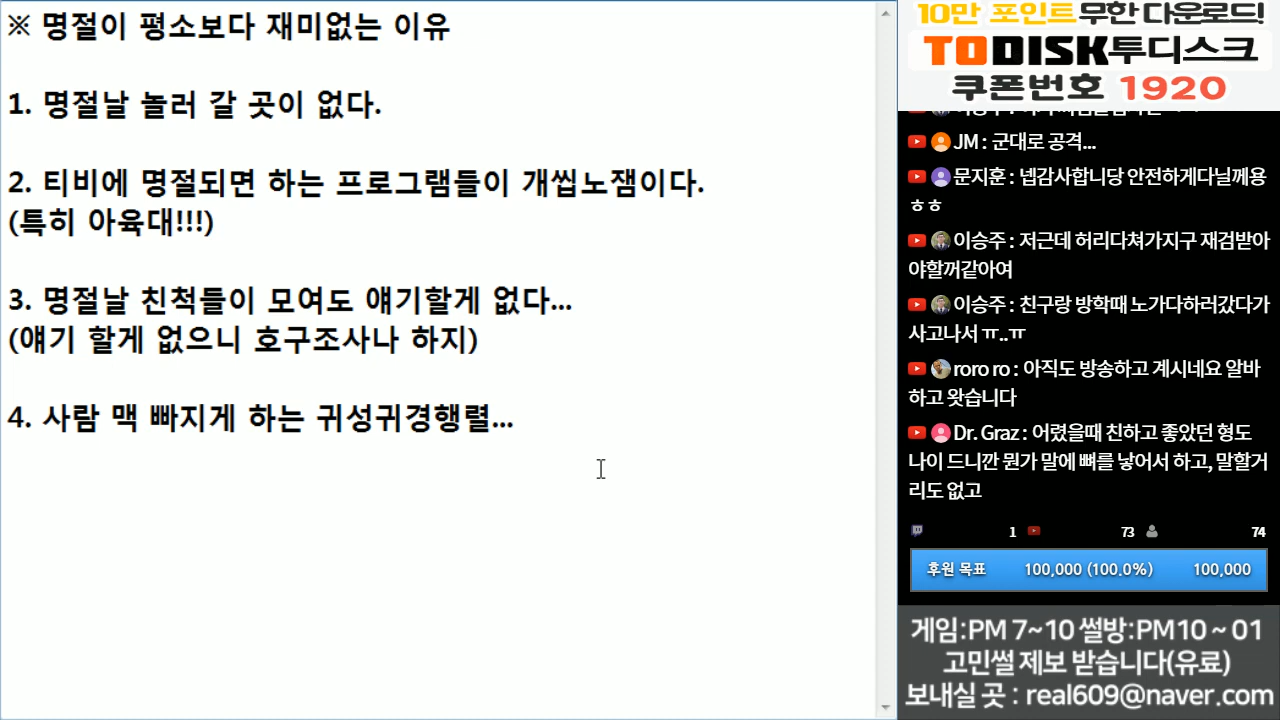 ※ 명절이 평소보다 재미없는 이유
1. 명절날 놀러 갈 곳이 없다.
2. 티비에 명절되면 하는 프로그램들이 개씹노잼이다.
(특히 아육대!!!)
3. 명절날 친척들이 모여도 얘기할게 없다...
(얘기 할게 없으니 호구조사나 하지)
4. 사람 맥 빠지게 하는 귀성귀경행렬...
10만 포인트 무한 다운로드!
TODISK투디스크
쿠폰번호 1920
JM : 군대로 공격...
문지훈 : 넵감사합니당 안전하게다닐께용
ㅎㅎ
이승주 : 저근데 허리다쳐가지구 재검받아
야할꺼같아여
이승주 : 친구랑 방학때 노가다하러갔다가
사고나서 ㅠ..ㅠ
roro ro : 아직도 방송하고 계시네요 알바
하고 왓습니다
Dr. Graz : 어렸을때 친하고 좋았던 형도
나이 드니깐 뭔가 말에 뼈를 낳어서 하고, 말할거
리도 없고
1 73 74
후원 목표 100,000 (100.0%) 100,000
게임:PM 7~10 썰방:PM10 ~ 01
고민썰 제보 받습니다(유료)
보내실 곳 : real609@naver.com